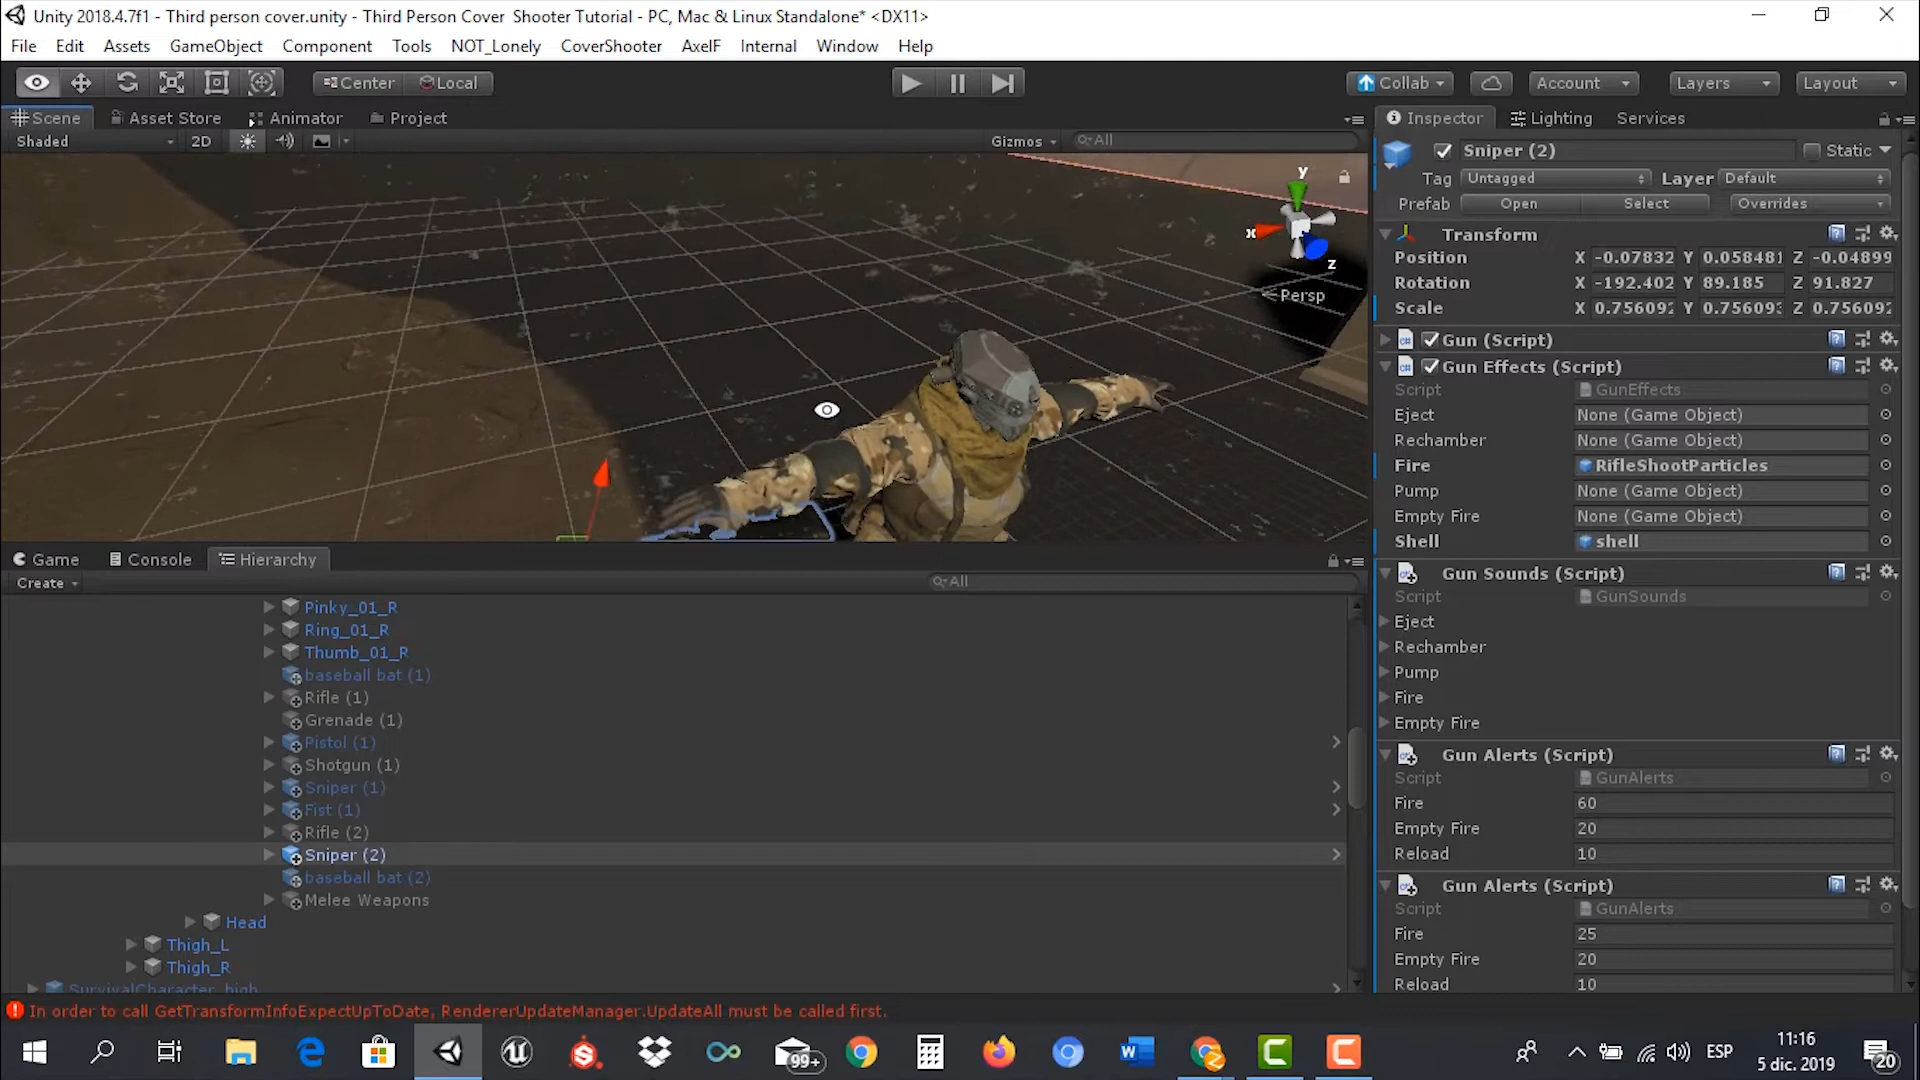 Unity 2018.4.7f1 - Third person cover.unity - Third Person Cover  Shooter Tutorial - PC, Mac & Linux Standalone* <DX11>
File Edit Assets GameObject Component Tools NOT_Lonely CoverShooter AxelF Internal Window Help
Center Local Collab Account Layers Layout
Scene Asset Store Animator Project
Shaded 2D Gizmos All
y
x
z
Persp
Inspector Lighting Services
Sniper (2) Static
Tag Untagged Layer Default
Prefab Open Select Overrides
Transform
Position X -0.07832 Y 0.058481 Z -0.04899
Rotation X -192.402 Y 89.185 Z 91.827
Scale X 0.756092 Y 0.756093 Z 0.756092
Gun (Script)
Gun Effects (Script)
Script GunEffects
Eject None (Game Object)
Rechamber None (Game Object)
Fire RifleShootParticles
Pump None (Game Object)
Empty Fire None (Game Object)
Shell shell
Gun Sounds (Script)
Script GunSounds
Eject
Rechamber
Pump
Fire
Empty Fire
Gun Alerts (Script)
Script GunAlerts
Fire 60
Empty Fire 20
Reload 10
Gun Alerts (Script)
Script GunAlerts
Fire 25
Empty Fire 20
Reload 10
Game Console Hierarchy
Create All
Pinky_01_R
Ring_01_R
Thumb_01_R
baseball bat (1)
Rifle (1)
Grenade (1)
Pistol (1)
Shotgun (1)
Sniper (1)
Fist (1)
Rifle (2)
Sniper (2)
baseball bat (2)
Melee Weapons
Head
Thigh_L
Thigh_R
SurvivalCharacter_high
In order to call GetTransformInfoExpectUpToDate, RendererUpdateManager.UpdateAll must be called first.
99+
ESP
11:16
5 dic. 2019
20